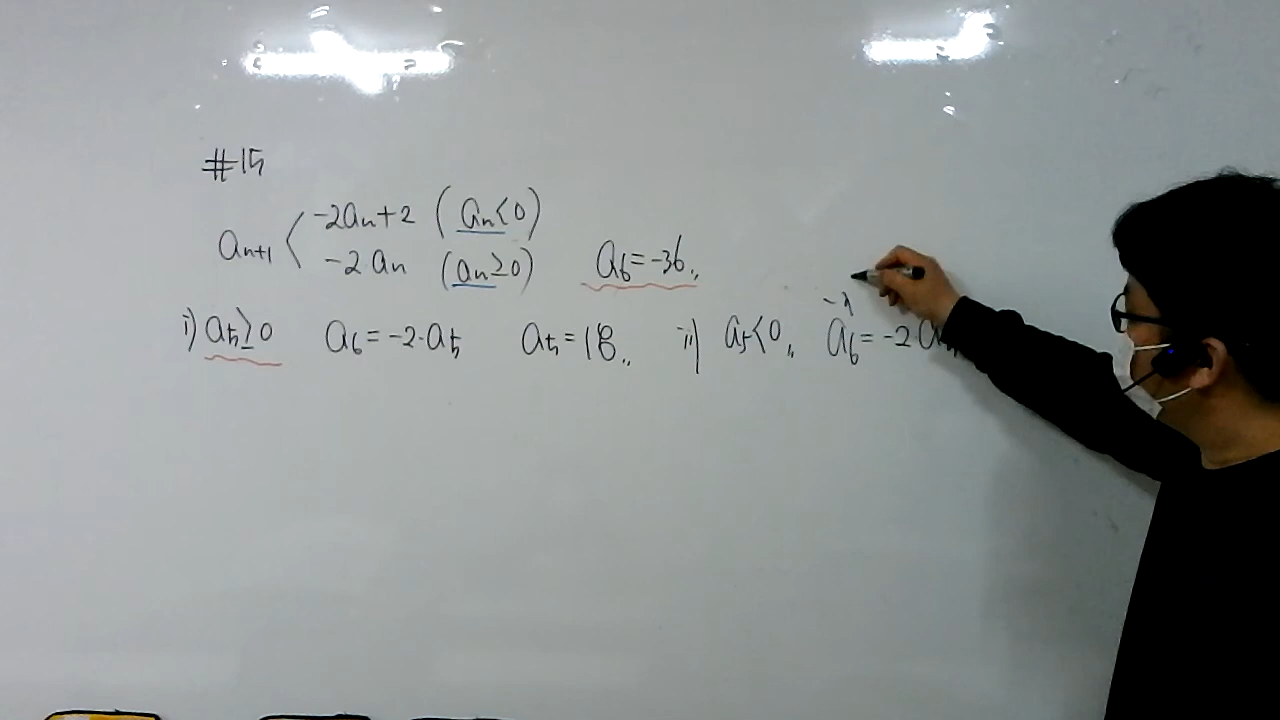 #15
aₙ₊₁ < -2aₙ+2 (aₙ<0)
-2aₙ (aₙ≥0) a₆=-36
i) a₅≥0 a₆=-2·a₅ a₅=18 ii) a₅<0 a₆=-2a